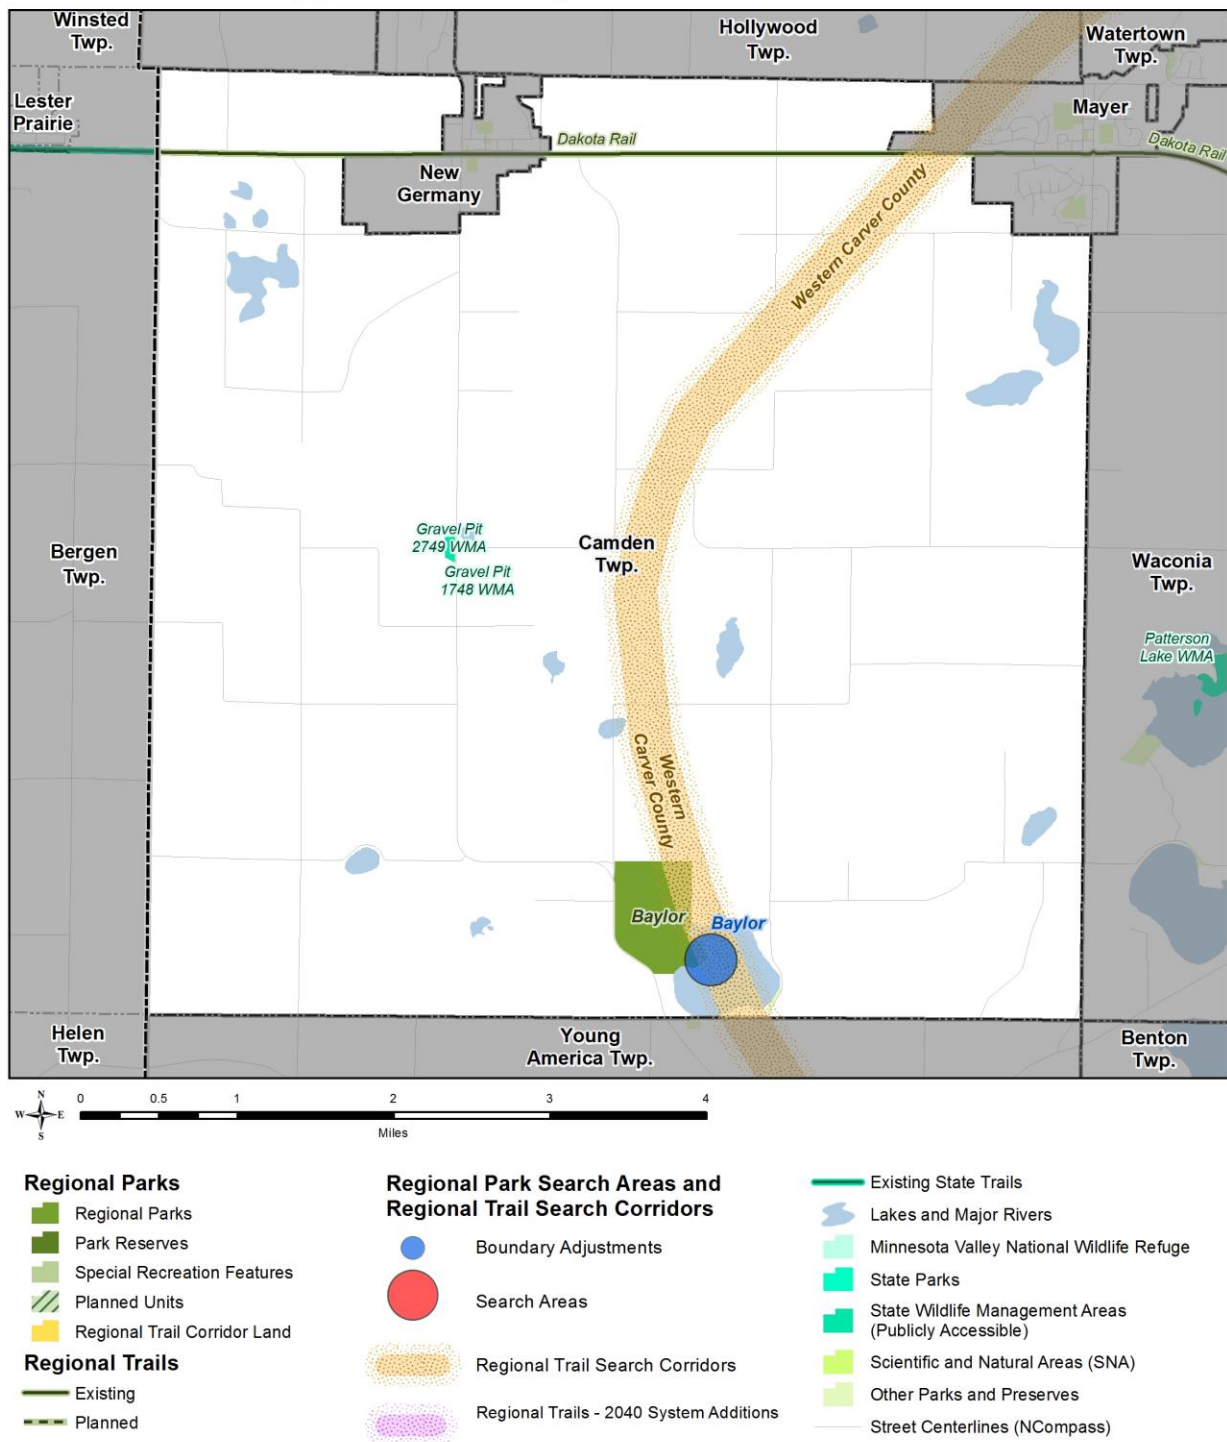 Winsted
Twp.
Hollywood
Twp.
Watertown
Twp.
Lester
Prairie
Mayer
Dakota Rail
Dakota Rail
New
Germany
Western Carver County
Gravel Pit
2749 WMA
Gravel Pit
1748 WMA
Camden
Twp.
Bergen
Twp.
Waconia
Twp.
Patterson
Lake WMA
Western
Carver County
Baylor
Baylor
Helen
Twp.
Young
America Twp.
Benton
Twp.
N
W E
S
0 0.5 1 2 3 4
Miles
Regional Parks
Regional Parks
Park Reserves
Special Recreation Features
Planned Units
Regional Trail Corridor Land
Regional Trails
Existing
Planned
Regional Park Search Areas and
Regional Trail Search Corridors
Boundary Adjustments
Search Areas
Regional Trail Search Corridors
Regional Trails - 2040 System Additions
Existing State Trails
Lakes and Major Rivers
Minnesota Valley National Wildlife Refuge
State Parks
State Wildlife Management Areas
(Publicly Accessible)
Scientific and Natural Areas (SNA)
Other Parks and Preserves
Street Centerlines (NCompass)